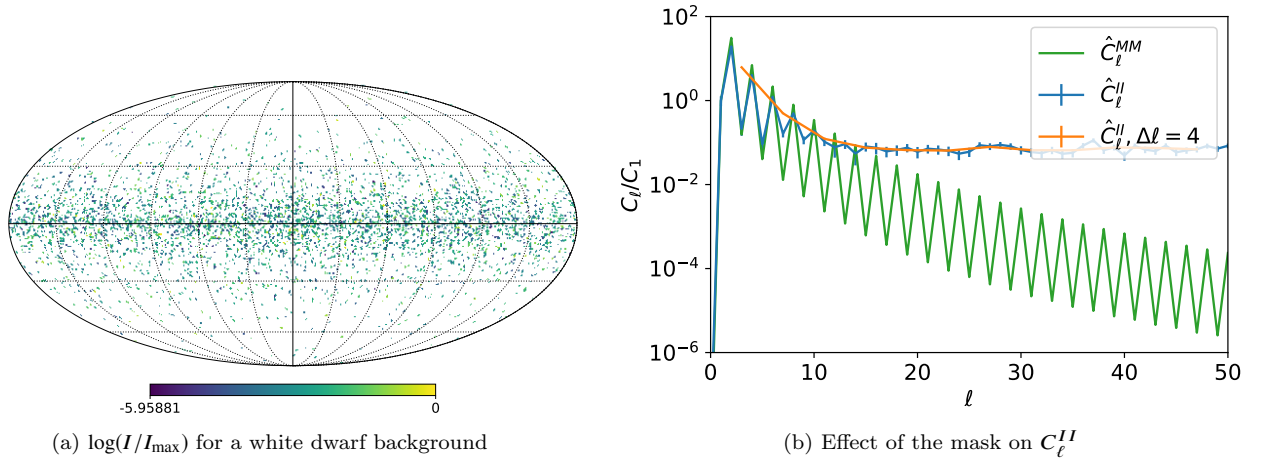 -5.95881 0
(a) log(I/I_max) for a white dwarf background
10^2
10^0
10^{-2}
10^{-4}
10^{-6}
C_ℓ/C_1
0 10 20 30 40 50
ℓ
Ĉ_ℓ^{MM}
Ĉ_ℓ^{II}
Ĉ_ℓ^{II}, Δℓ = 4
(b) Effect of the mask on C_ℓ^{II}